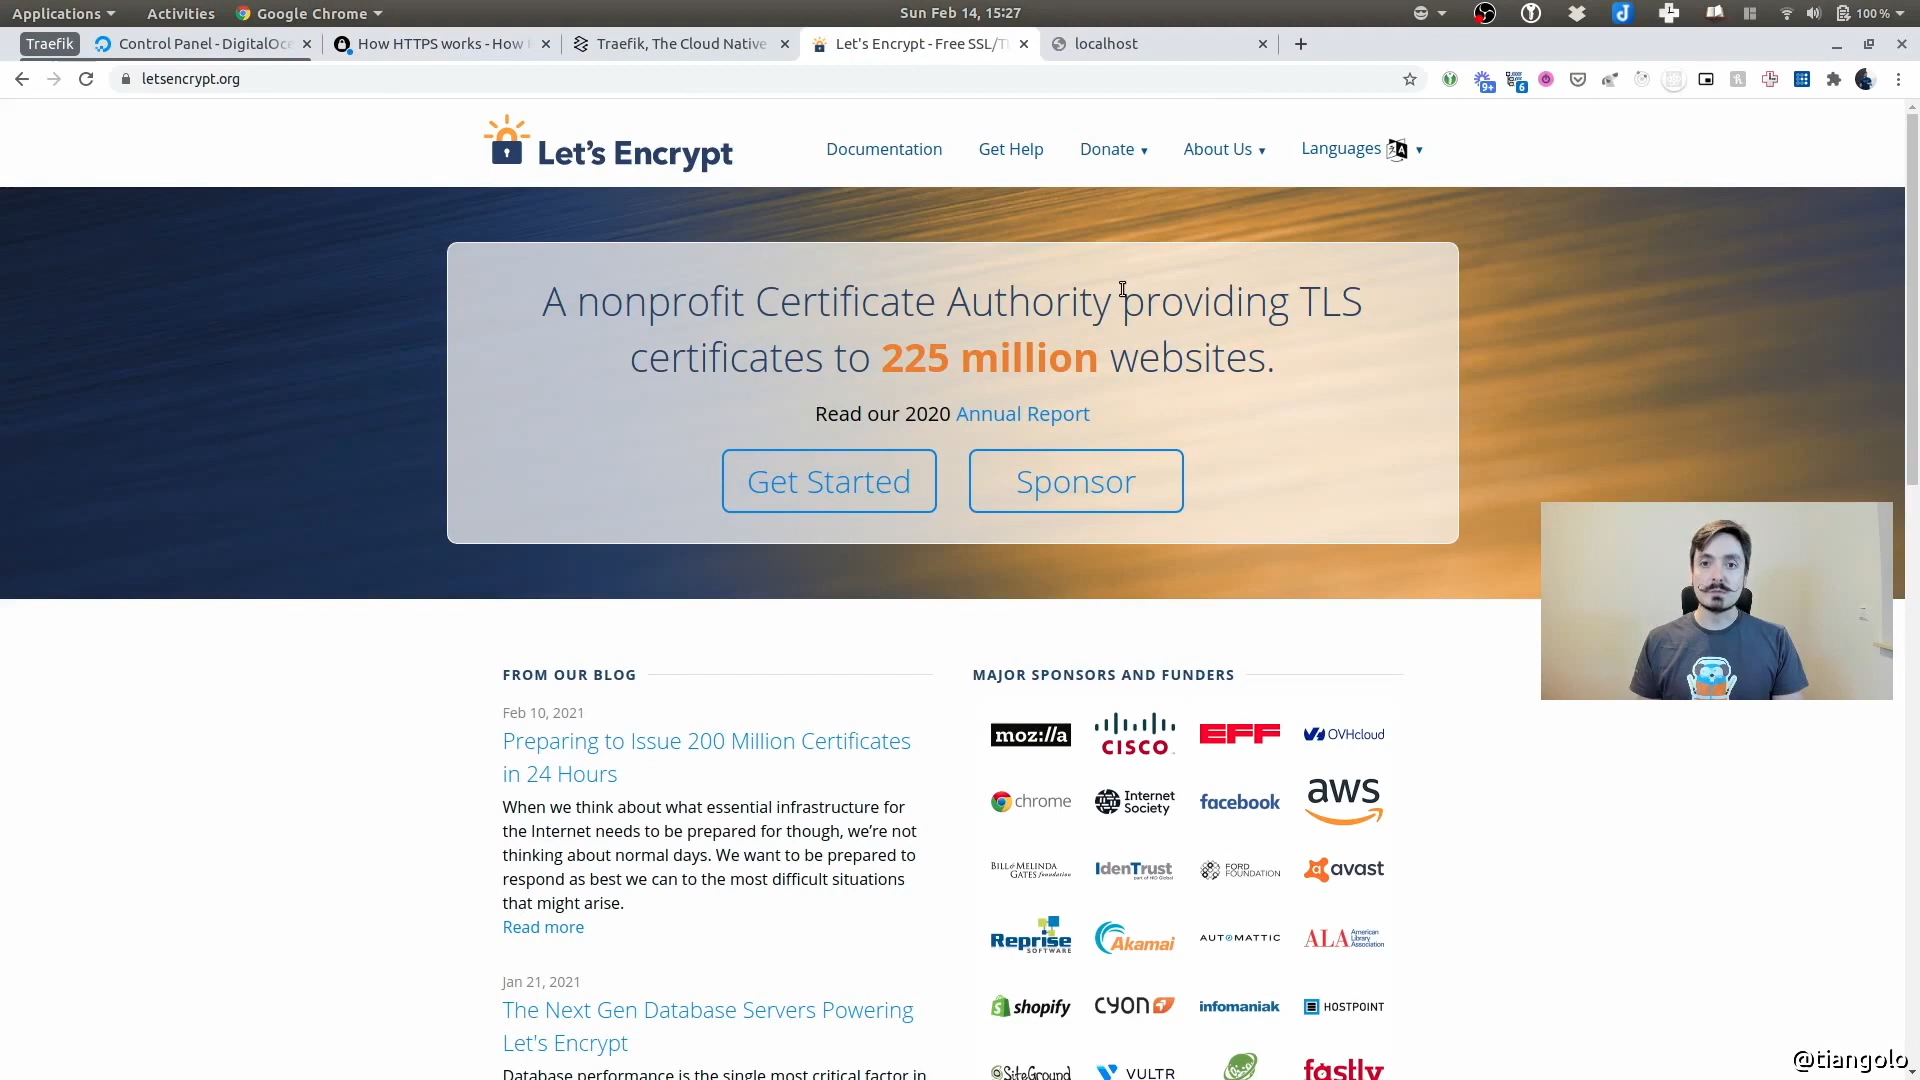 Applications
Activities
Google Chrome
Sun Feb 14, 15:27
100 %
Traefik
Control Panel - DigitalOce
How HTTPS works - How
Traefik, The Cloud Native
Let's Encrypt - Free SSL/T
localhost
letsencrypt.org
9+
6
Let's Encrypt
Documentation
Get Help
Donate
About Us
Languages
A nonprofit Certificate Authority providing TLS
certificates to 225 million websites.
Read our 2020 Annual Report
Get Started
Sponsor
FROM OUR BLOG
Feb 10, 2021
Preparing to Issue 200 Million Certificates
in 24 Hours
When we think about what essential infrastructure for
the Internet needs to be prepared for though, we’re not
thinking about normal days. We want to be prepared to
respond as best we can to the most difficult situations
that might arise.
Read more
Jan 21, 2021
The Next Gen Database Servers Powering
Let's Encrypt
Database performance is the single most critical factor in
MAJOR SPONSORS AND FUNDERS
moz://a
CISCO
EFF
OVHcloud
chrome
Internet
Society
facebook
aws
BILL & MELINDA
GATES foundation
IdenTrust
FORD
FOUNDATION
avast
Reprise
SOFTWARE
Akamai
AUTOMATTIC
ALA American
Library
Association
shopify
CYON
infomaniak
HOSTPOINT
SiteGround
VULTR
fastly
@tiangolo